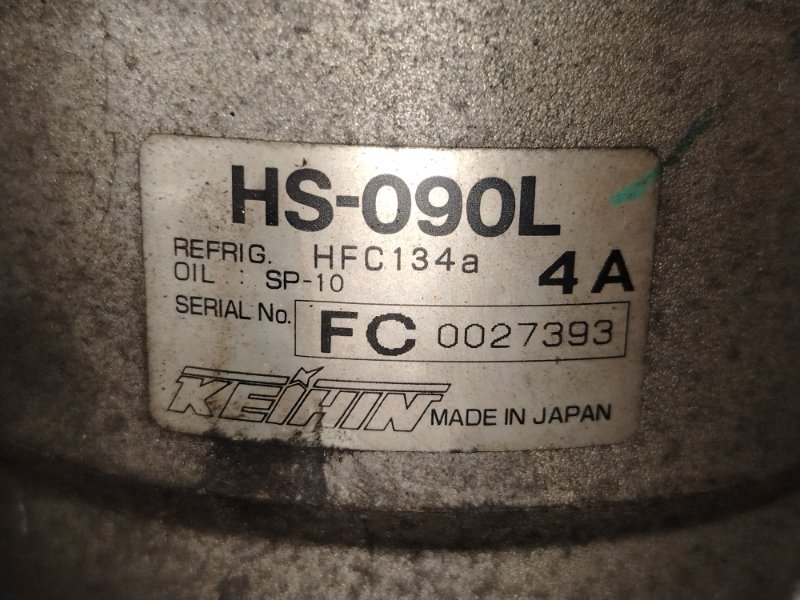 HS-090L
REFRIG. HFC134a
OIL : SP-10
4A
SERIAL No. FC 0027393
KEIHIN MADE IN JAPAN